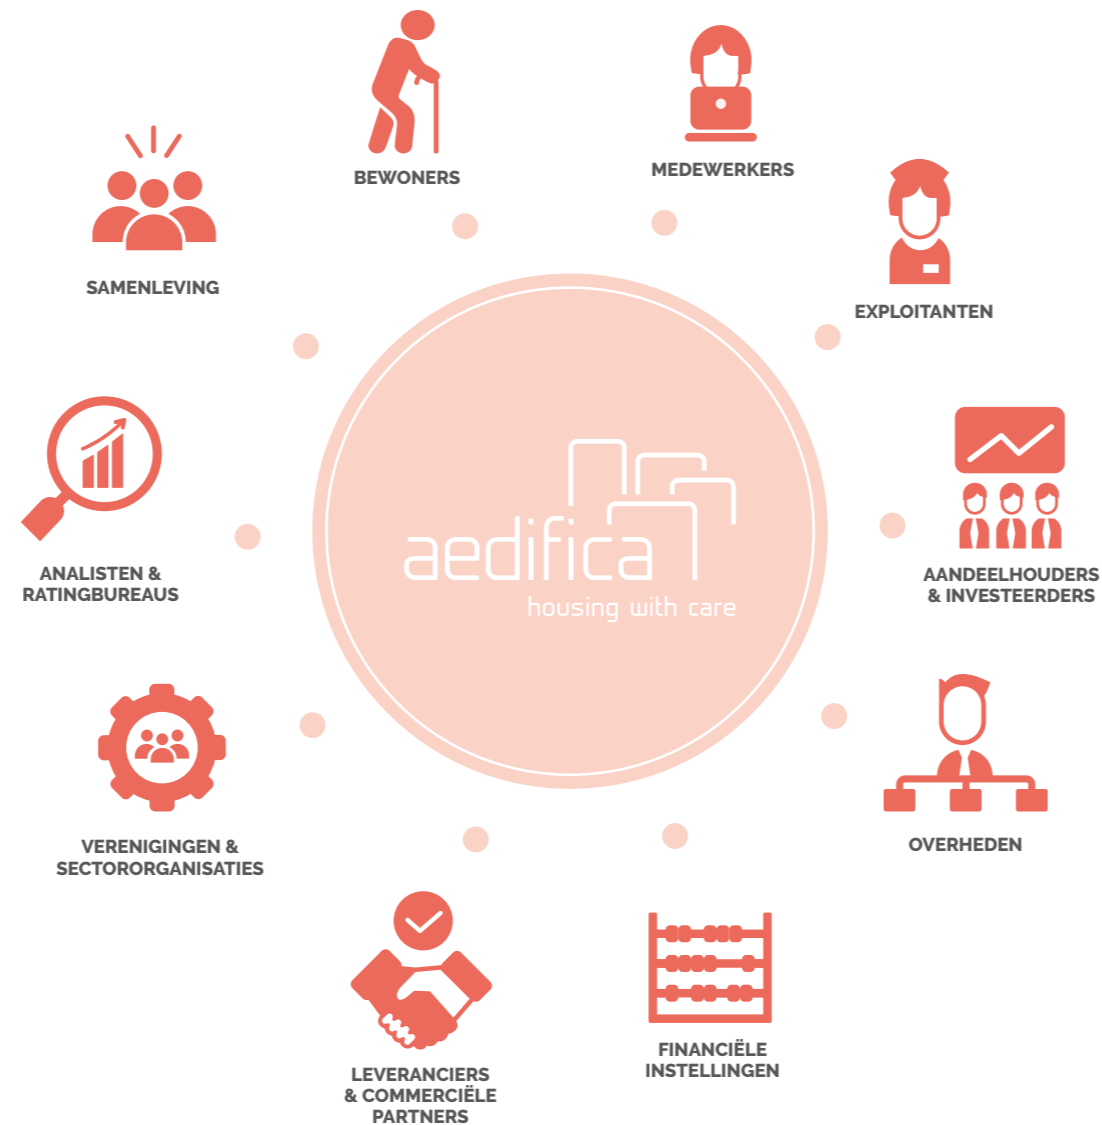 BEWONERS
MEDEWERKERS
EXPLOITANTEN
AANDEELHOUDERS
& INVESTEERDERS
OVERHEDEN
FINANCIËLE
INSTELLINGEN
LEVERANCIERS
& COMMERCIËLE
PARTNERS
VERENIGINGEN &
SECTORORGANISATIES
ANALISTEN &
RATINGBUREAUS
SAMENLEVING
aedifica
housing with care